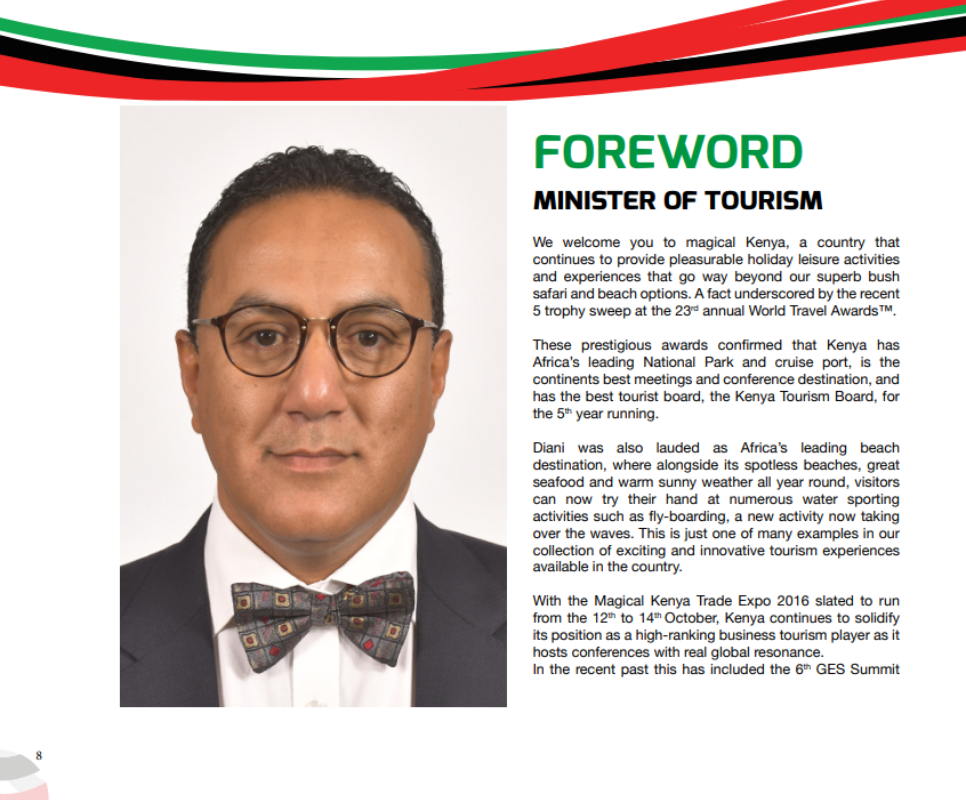 FOREWORD
MINISTER OF TOURISM
We welcome you to magical Kenya, a country that
continues to provide pleasurable holiday leisure activities
and experiences that go way beyond our superb bush
safari and beach options. A fact underscored by the recent
5 trophy sweep at the 23rd annual World Travel Awards™.
These prestigious awards confirmed that Kenya has
Africa's leading National Park and cruise port, is the
continents best meetings and conference destination, and
has the best tourist board, the Kenya Tourism Board, for
the 5th year running.
Diani was also lauded as Africa's leading beach
destination, where alongside its spotless beaches, great
seafood and warm sunny weather all year round, visitors
can now try their hand at numerous water sporting
activities such as fly-boarding, a new activity now taking
over the waves. This is just one of many examples in our
collection of exciting and innovative tourism experiences
available in the country.
With the Magical Kenya Trade Expo 2016 slated to run
from the 12th to 14th October, Kenya continues to solidify
its position as a high-ranking business tourism player as it
hosts conferences with real global resonance.
In the recent past this has included the 6th GES Summit
8